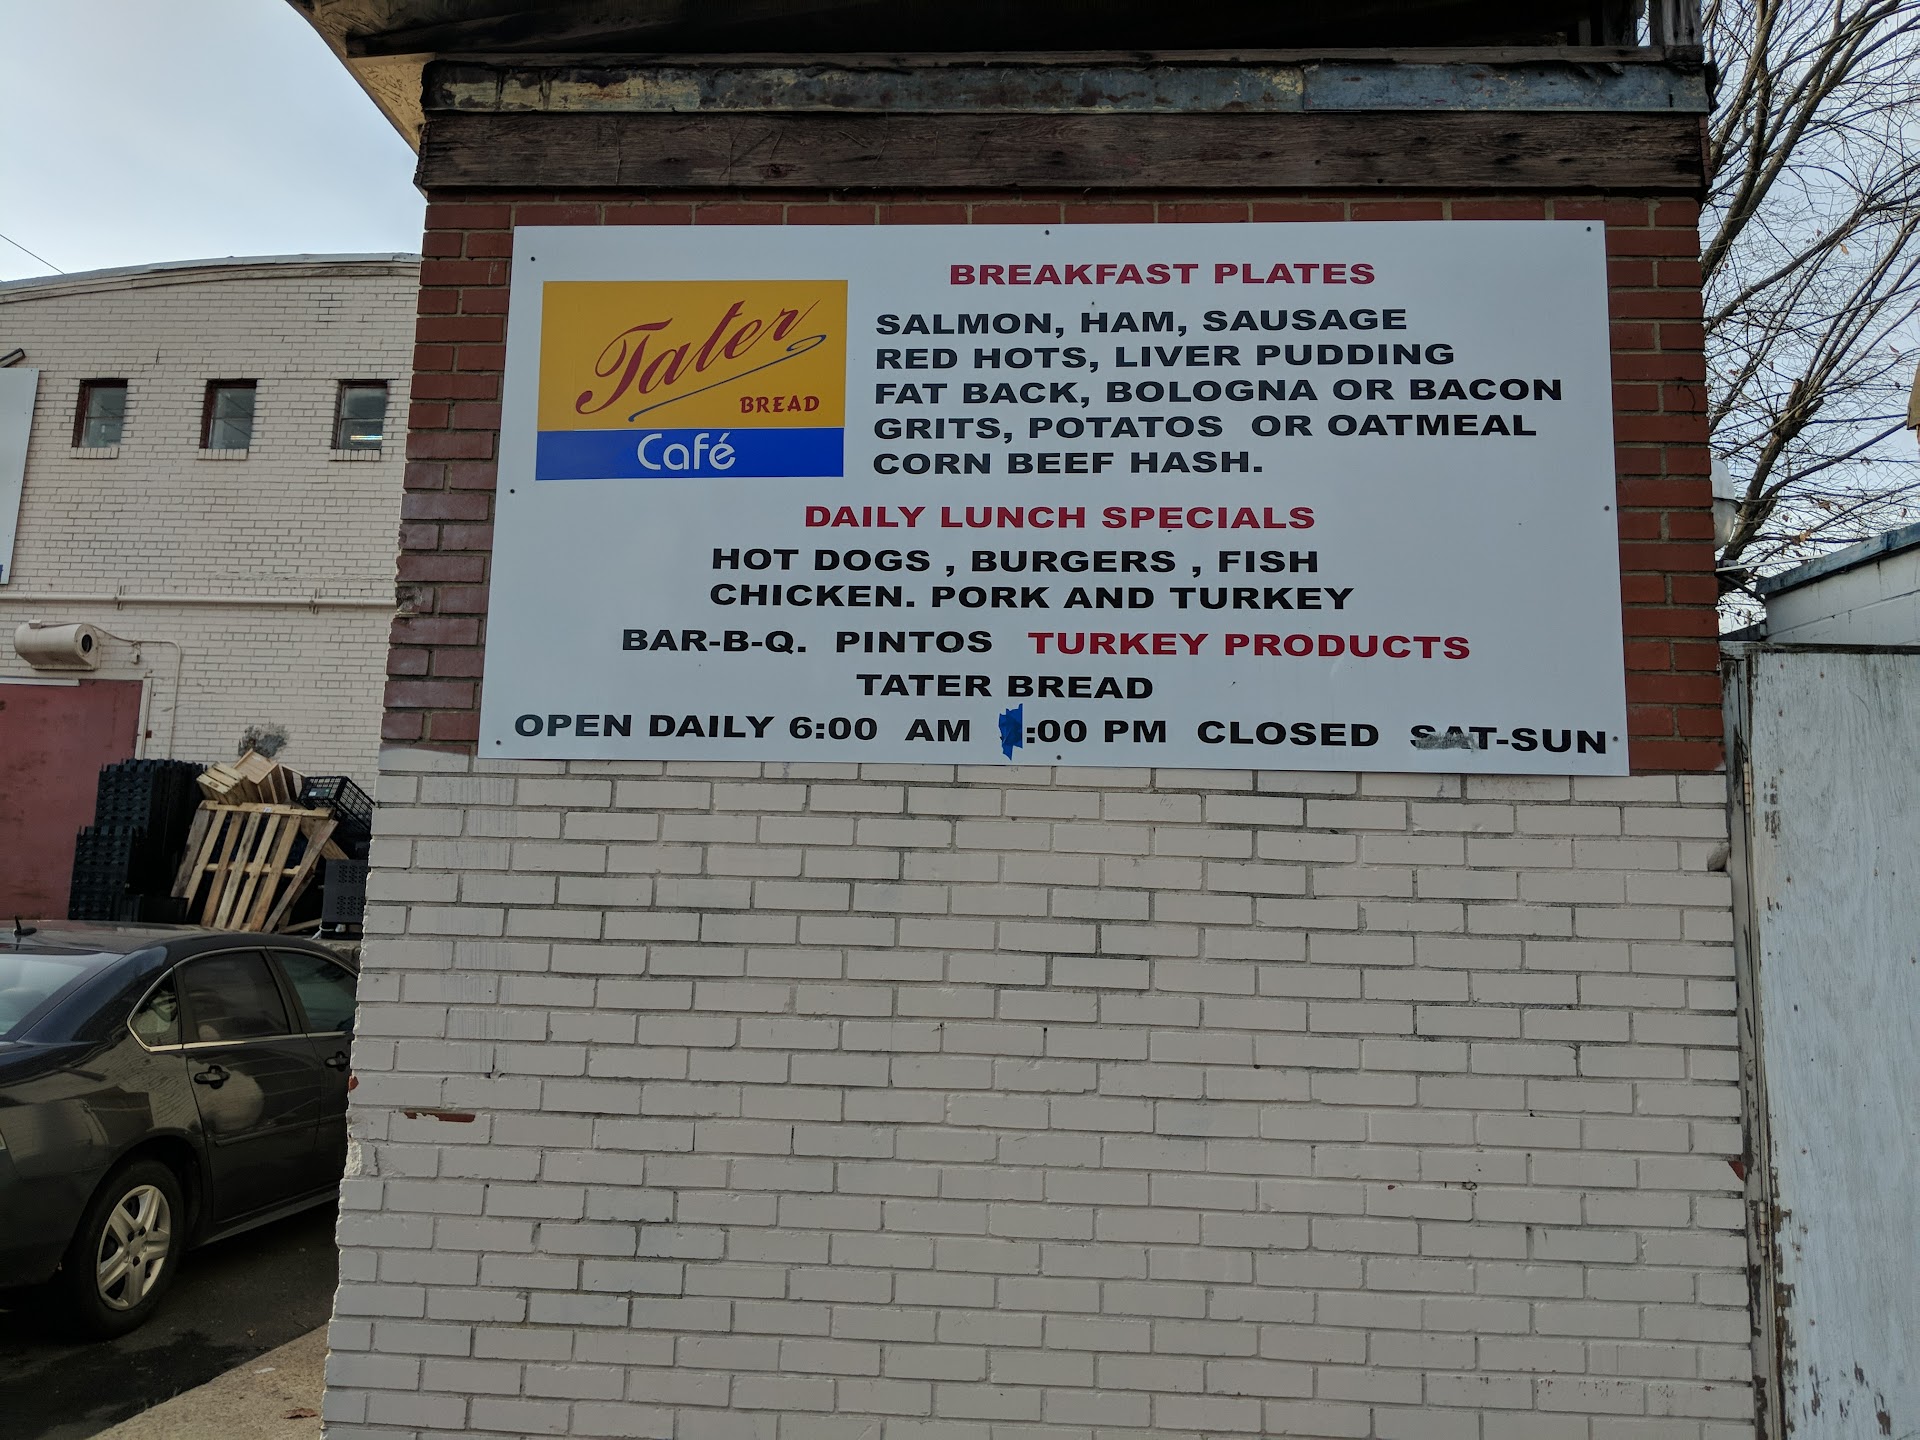 Tater
BREAD
Café
BREAKFAST PLATES
SALMON, HAM, SAUSAGE
RED HOTS, LIVER PUDDING
FAT BACK, BOLOGNA OR BACON
GRITS, POTATOS OR OATMEAL
CORN BEEF HASH.
DAILY LUNCH SPECIALS
HOT DOGS , BURGERS , FISH
CHICKEN. PORK AND TURKEY
BAR-B-Q. PINTOS TURKEY PRODUCTS
TATER BREAD
OPEN DAILY 6:00 AM :00 PM CLOSED SAT-SUN